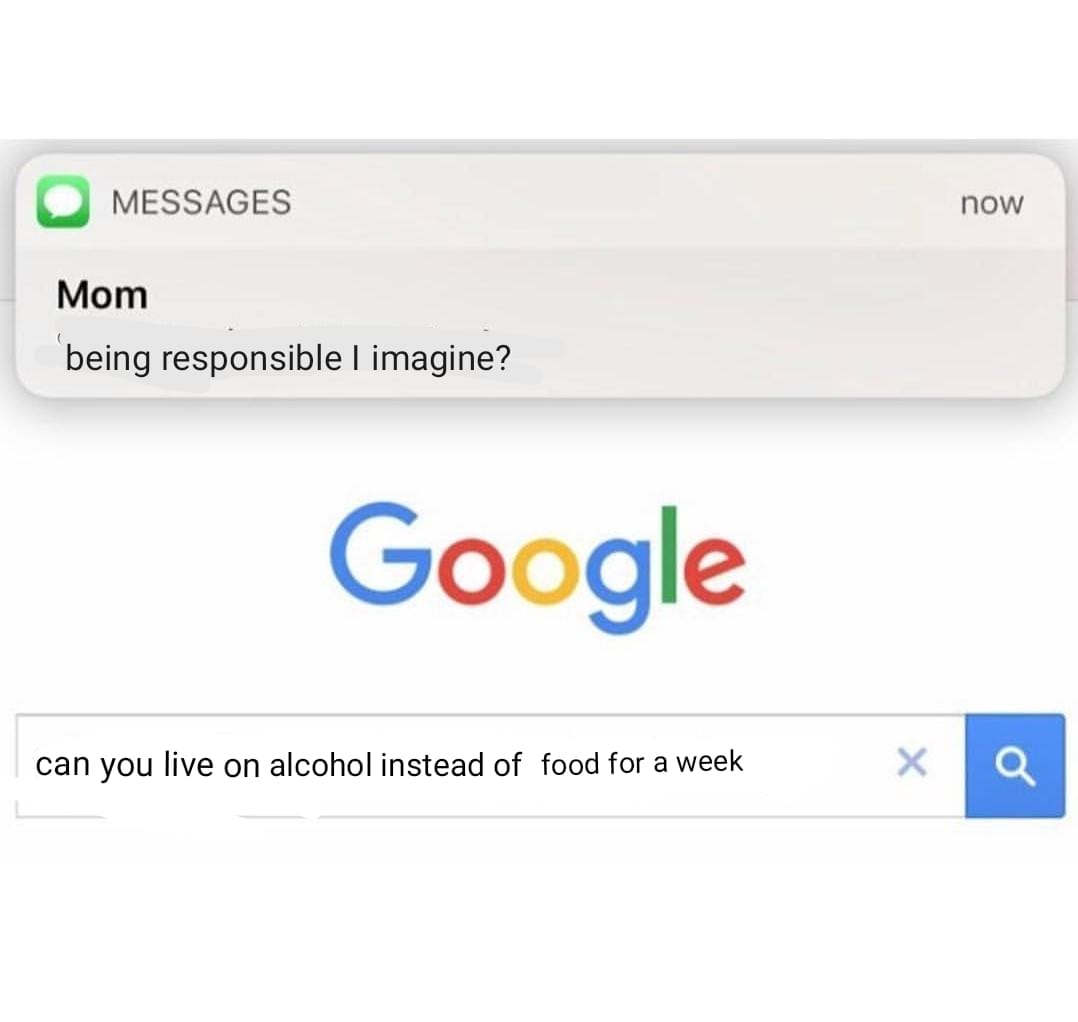 MESSAGES now
Mom
being responsible I imagine?
Google
can you live on alcohol instead of food for a week